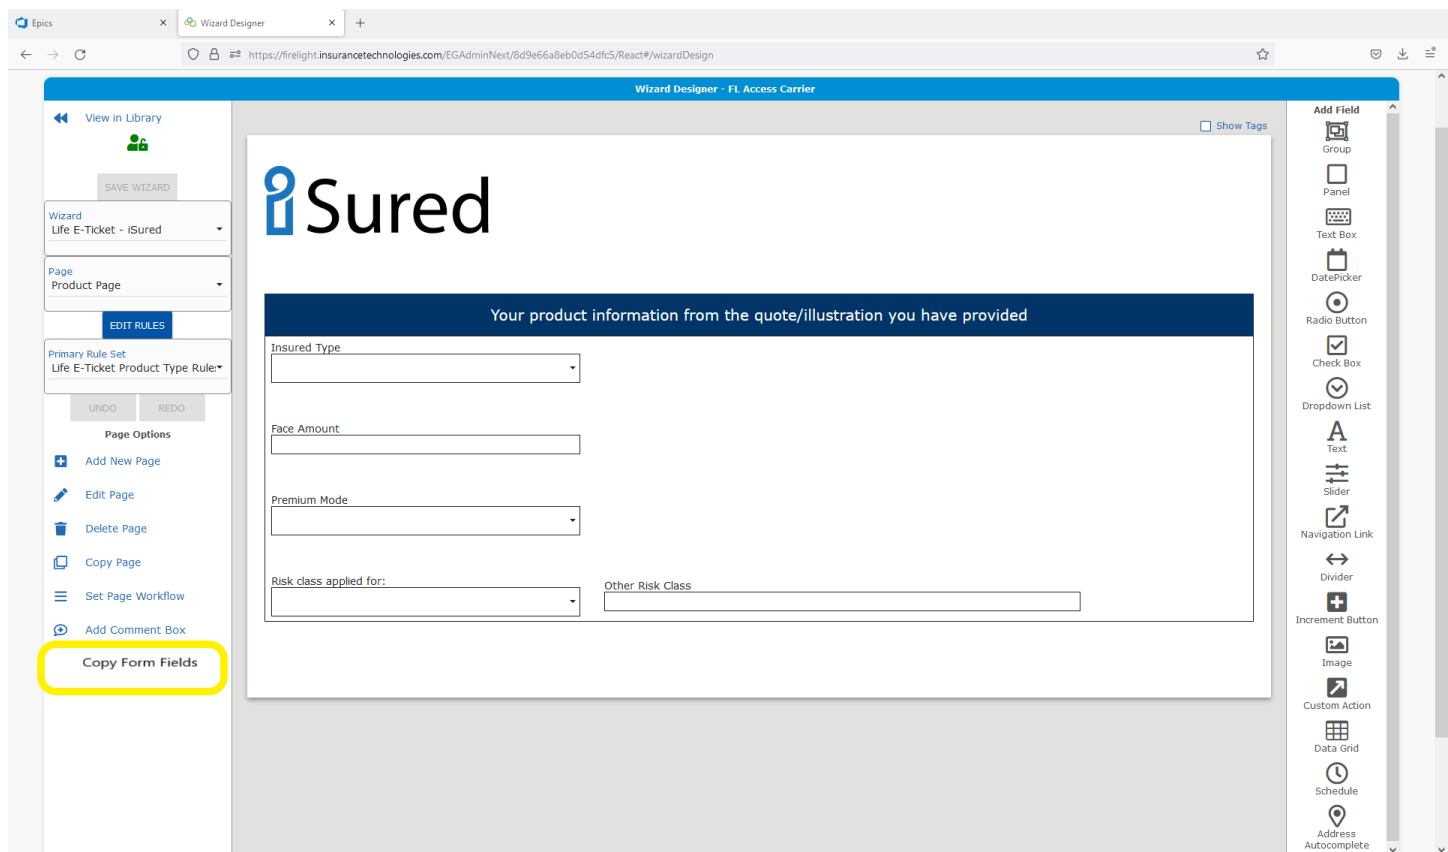 Epics
Wizard Designer
https://firelight.insurancetechnologies.com/EGAdminNext/8d9e66a8eb0d54dfc5/React#/wizardDesign
Wizard Designer - FL Access Carrier
View in Library
SAVE WIZARD
Wizard
Life E-Ticket - iSured
Page
Product Page
EDIT RULES
Primary Rule Set
Life E-Ticket Product Type Rule:
UNDO REDO
Page Options
Add New Page
Edit Page
Delete Page
Copy Page
Set Page Workflow
Add Comment Box
Copy Form Fields
Show Tags
iSured
Your product information from the quote/illustration you have provided
Insured Type
Face Amount
Premium Mode
Risk class applied for:
Other Risk Class
Add Field
Group
Panel
Text Box
DatePicker
Radio Button
Check Box
Dropdown List
A
Text
Slider
Navigation Link
Divider
Increment Button
Image
Custom Action
Data Grid
Schedule
Address
Autocomplete